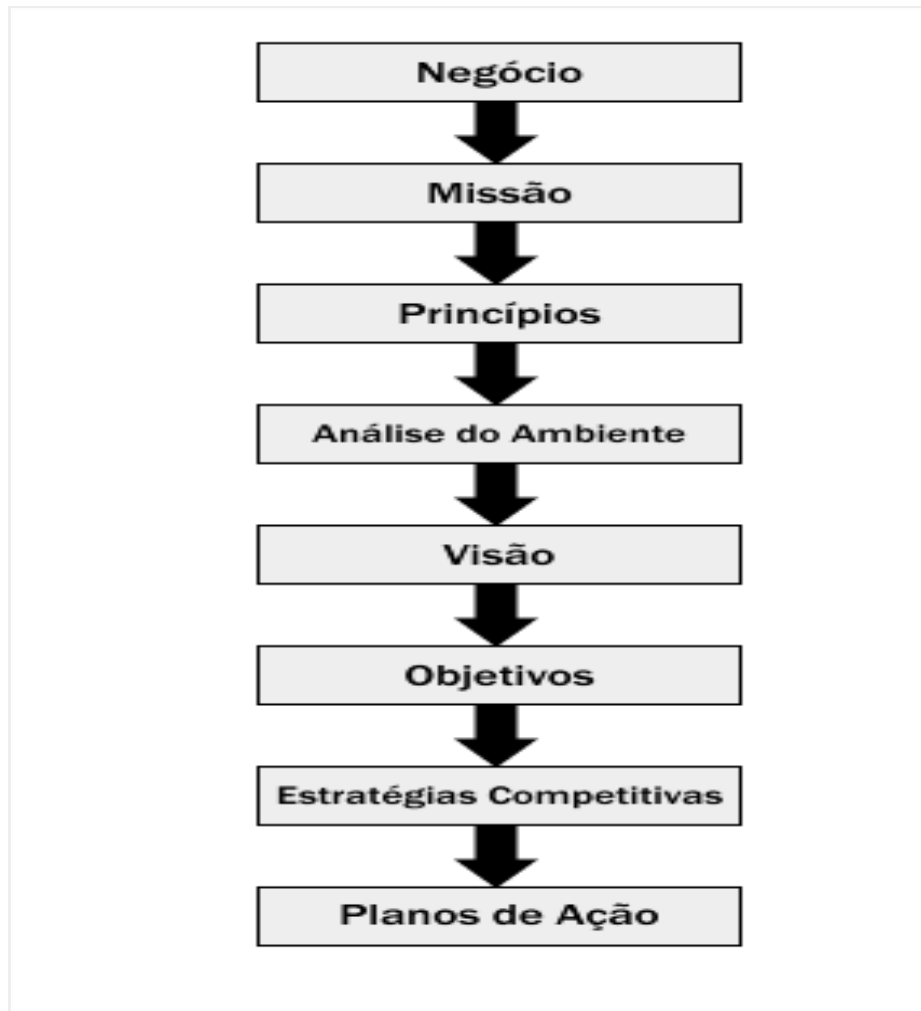 Negócio
Missão
Princípios
Análise do Ambiente
Visão
Objetivos
Estratégias Competitivas
Planos de Ação